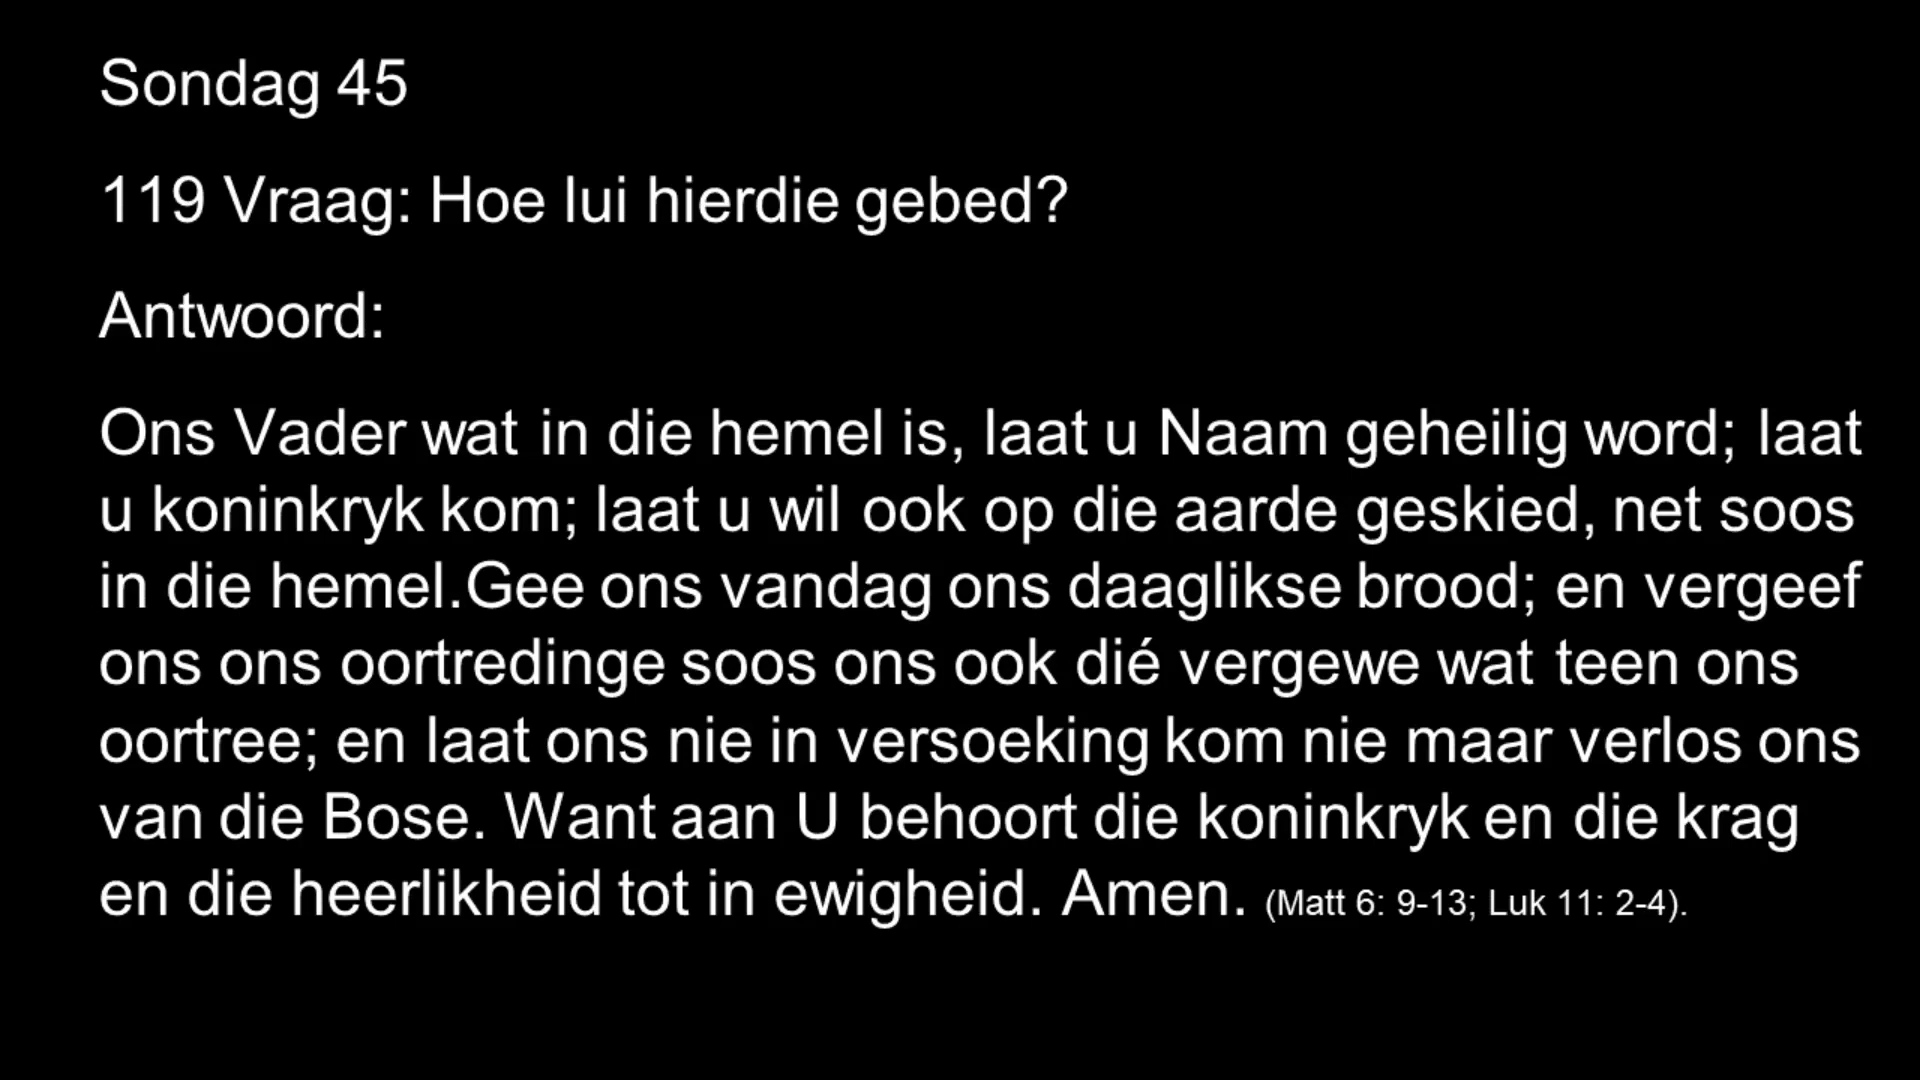 Sondag 45
119 Vraag: Hoe lui hierdie gebed?
Antwoord:
Ons Vader wat in die hemel is, laat u Naam geheilig word; laat
u koninkryk kom; laat u wil ook op die aarde geskied, net soos
in die hemel.Gee ons vandag ons daaglikse brood; en vergeef
ons ons oortredinge soos ons ook dié vergewe wat teen ons
oortree; en laat ons nie in versoeking kom nie maar verlos ons
van die Bose. Want aan U behoort die koninkryk en die krag
en die heerlikheid tot in ewigheid. Amen. (Matt 6: 9-13; Luk 11: 2-4).